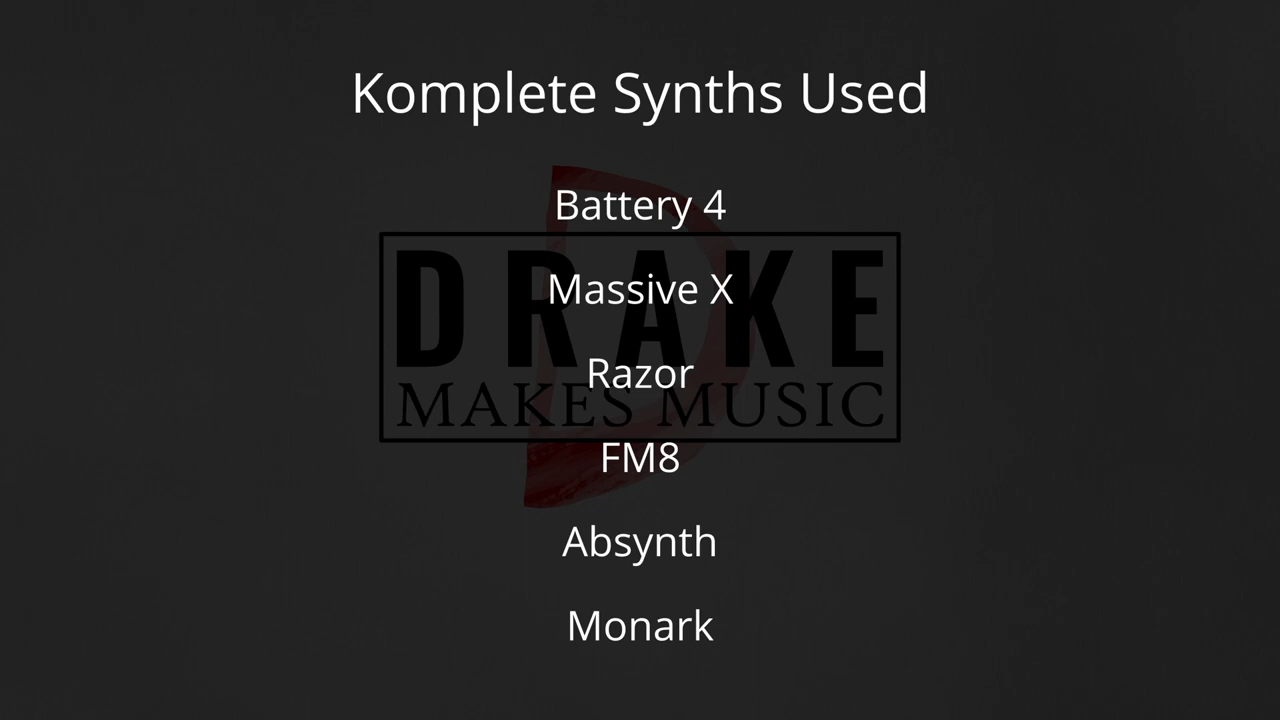 Komplete Synths Used
Battery 4
DRAKE
Massive X
Razor
MAKES MUSIC
FM8
Absynth
Monark